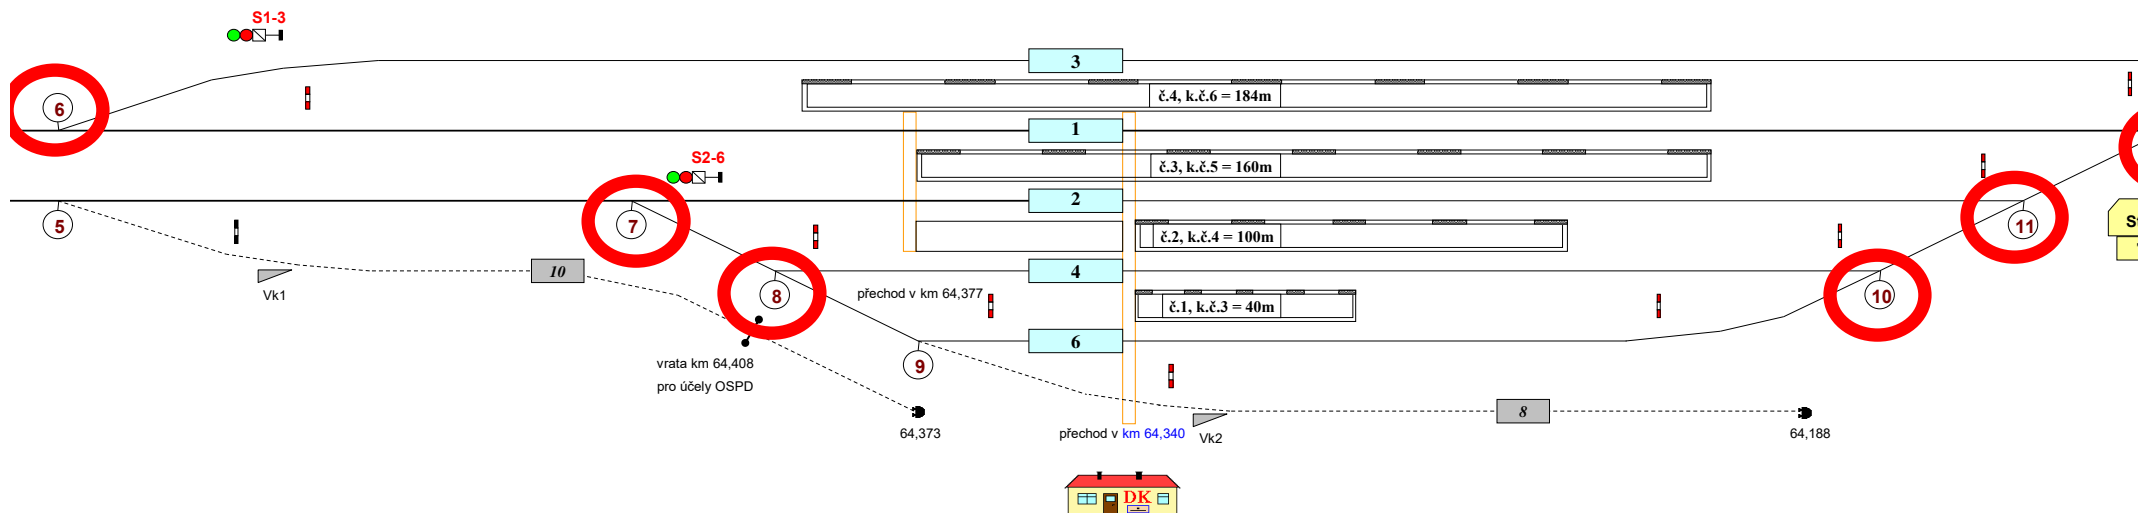 S1-3
3
č.4, k.č.6 = 184m
6
1
S2-6
č.3, k.č.5 = 160m
2
5
7
11
č.2, k.č.4 = 100m
10
Vk1
4
8
přechod v km 64,377
10
č.1, k.č.3 = 40m
6
vrata km 64,408
pro účely OSPD
9
8
64,373
přechod v km 64,340
Vk2
64,188
DK